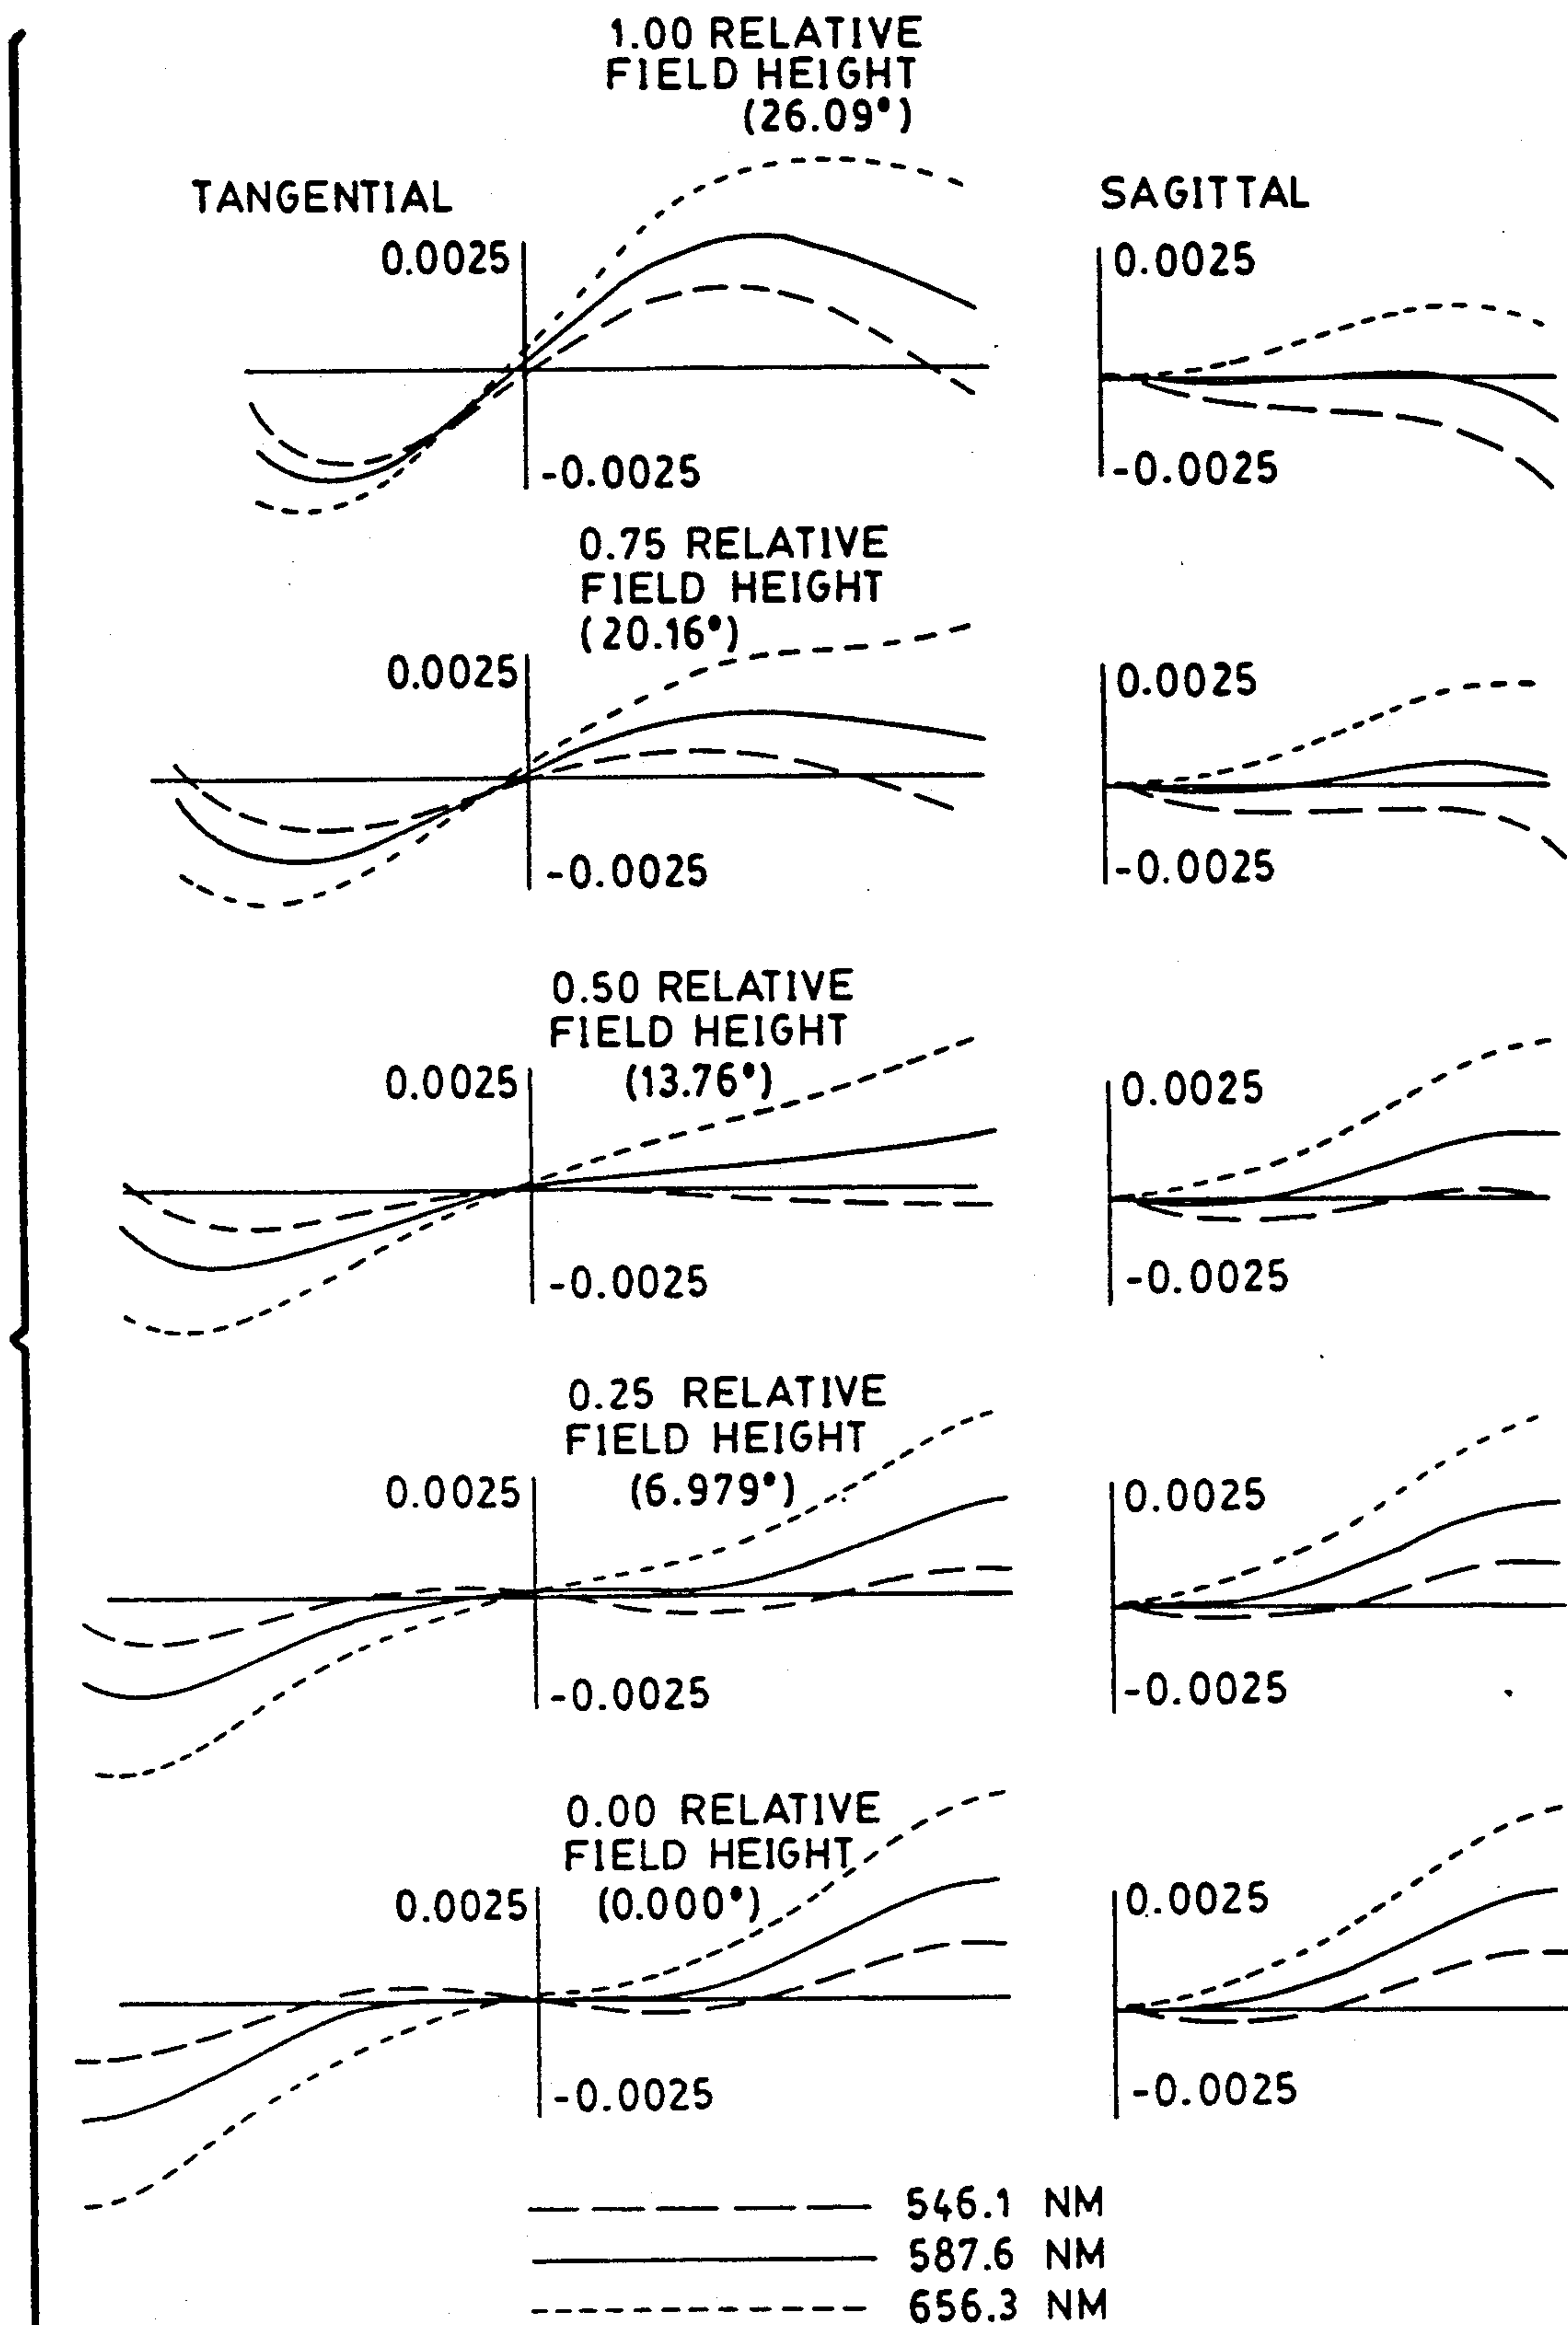 1.00 RELATIVE
FIELD HEIGHT
(26.09°)
TANGENTIAL
SAGITTAL
0.0025
0.0025
-0.0025
-0.0025
0.75 RELATIVE
FIELD HEIGHT
(20.16°)
0.0025
0.0025
-0.0025
-0.0025
0.50 RELATIVE
FIELD HEIGHT
(13.76°)
0.0025
0.0025
-0.0025
-0.0025
0.25 RELATIVE
FIELD HEIGHT
(6.979°)
0.0025
0.0025
-0.0025
-0.0025
0.00 RELATIVE
FIELD HEIGHT
(0.000°)
0.0025
0.0025
-0.0025
-0.0025
546.1 NM
587.6 NM
656.3 NM